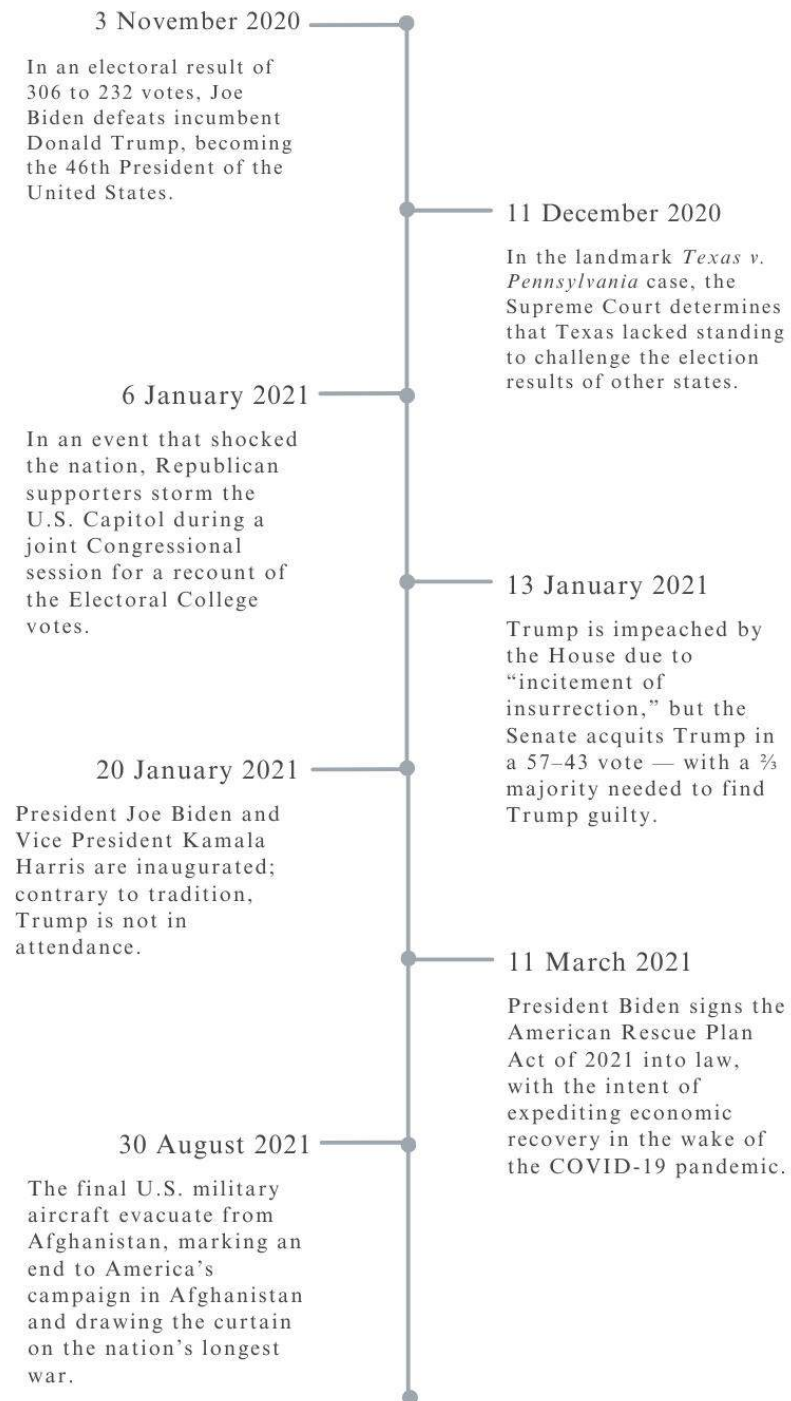 3 November 2020
In an electoral result of
306 to 232 votes, Joe
Biden defeats incumbent
Donald Trump, becoming
the 46th President of the
United States.
11 December 2020
In the landmark Texas v.
Pennsylvania case, the
Supreme Court determines
that Texas lacked standing
to challenge the election
results of other states.
6 January 2021
In an event that shocked
the nation, Republican
supporters storm the
U.S. Capitol during a
joint Congressional
session for a recount of
the Electoral College
votes.
13 January 2021
Trump is impeached by
the House due to
“incitement of
insurrection,” but the
Senate acquits Trump in
a 57–43 vote — with a ⅔
majority needed to find
Trump guilty.
20 January 2021
President Joe Biden and
Vice President Kamala
Harris are inaugurated;
contrary to tradition,
Trump is not in
attendance.
11 March 2021
President Biden signs the
American Rescue Plan
Act of 2021 into law,
with the intent of
expediting economic
recovery in the wake of
the COVID-19 pandemic.
30 August 2021
The final U.S. military
aircraft evacuate from
Afghanistan, marking an
end to America’s
campaign in Afghanistan
and drawing the curtain
on the nation’s longest
war.